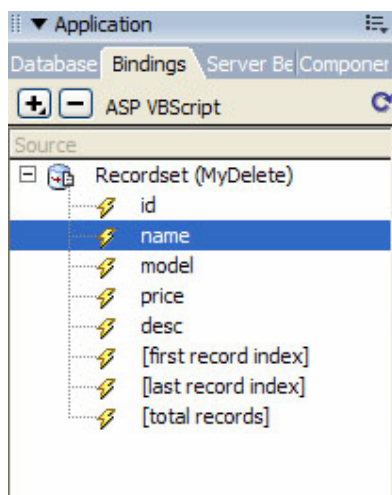 Application
Database Bindings Server Be Componen
ASP VBScript
Source
Recordset (MyDelete)
id
name
model
price
desc
[first record index]
[last record index]
[total records]